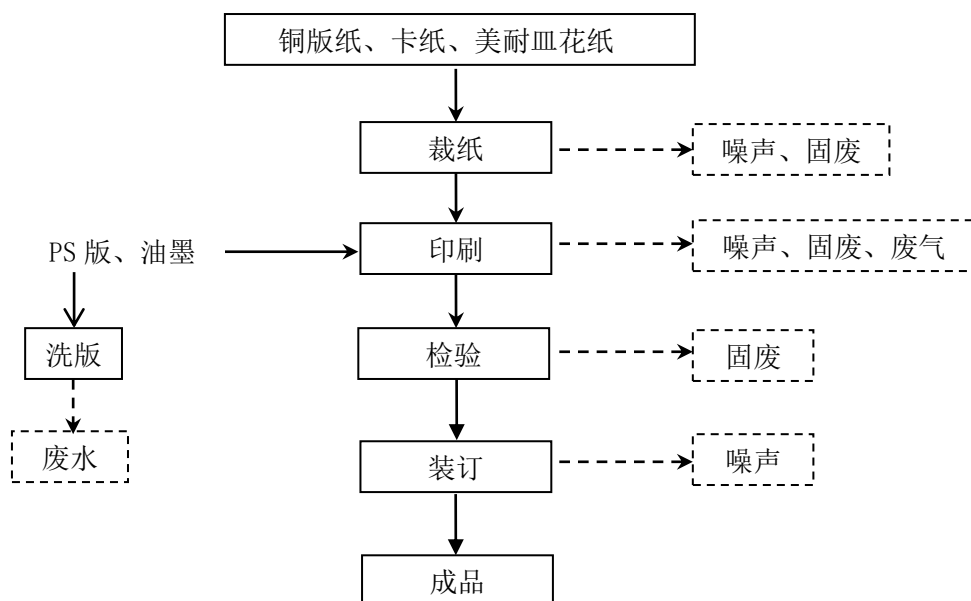 铜版纸、卡纸、美耐皿花纸
裁纸
噪声、固废
PS 版、油墨
印刷
噪声、固废、废气
洗版
检验
固废
废水
装订
噪声
成品